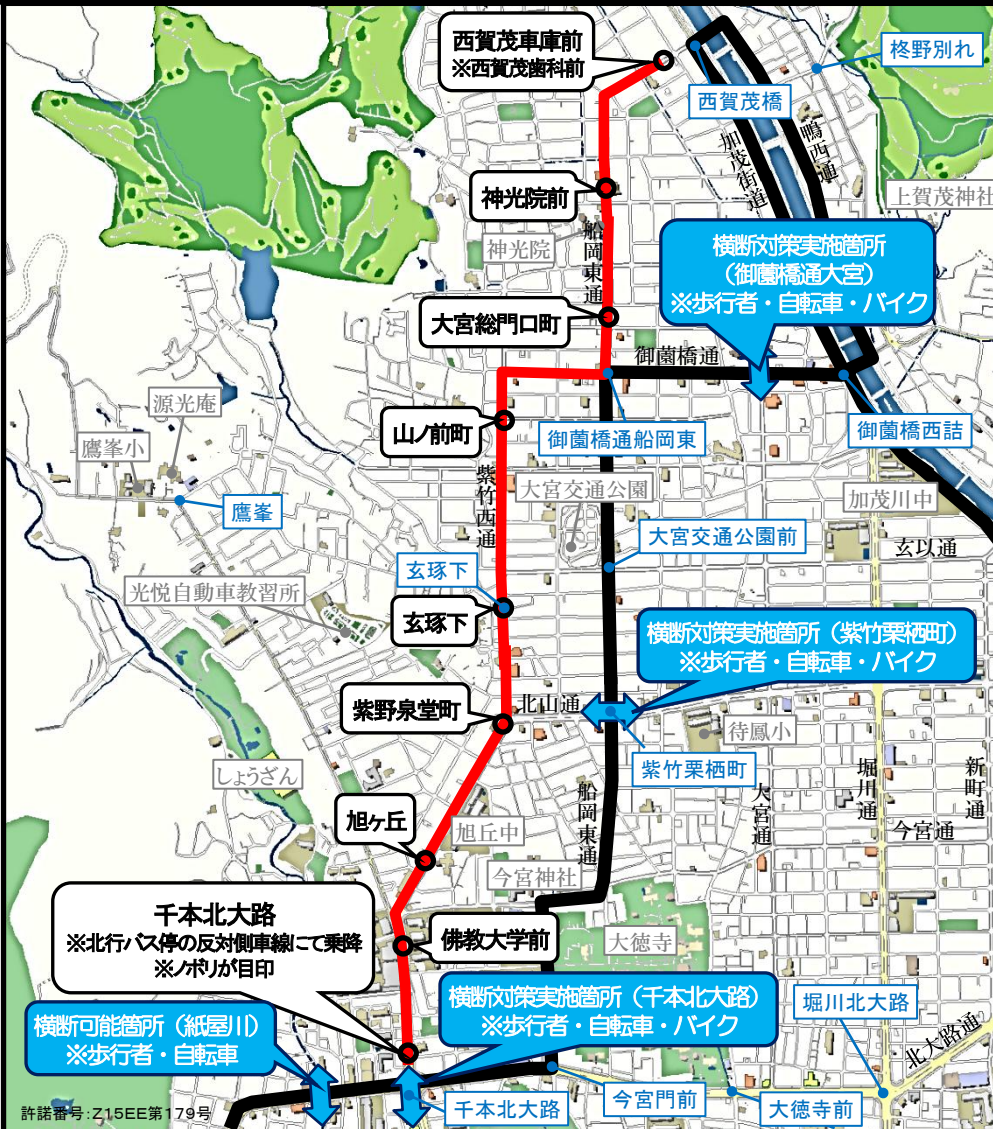 西賀茂車庫前
※西賀茂歯科前
柊野別れ
西賀茂橋
加茂街道
鴨西通
上賀茂神社
神光院前
神光院
船岡東通
横断対策実施箇所
（御薗橋通大宮）
※歩行者・自転車・バイク
大宮総門口町
御薗橋通
源光庵
鷹峯小
鷹峯
山ノ前町
御薗橋通船岡東
御薗橋西詰
紫竹西通
大宮交通公園
加茂川中
大宮交通公園前
玄以通
玄琢下
光悦自動車教習所
玄琢下
横断対策実施箇所（紫竹栗栖町）
※歩行者・自転車・バイク
紫野泉堂町
北山通
待鳳小
紫竹栗栖町
しょうざん
船岡東通
大宮通
堀川通
新町通
旭ヶ丘
旭丘中
今宮通
今宮神社
千本北大路
※北行バス停の反対側車線にて乗降
※ノボリが目印
佛教大学前
大徳寺
横断可能箇所（紙屋川）
※歩行者・自転車
横断対策実施箇所（千本北大路）
※歩行者・自転車・バイク
堀川北大路
北大路通
千本北大路
今宮門前
大徳寺前
許諾番号：Z15EE第179号